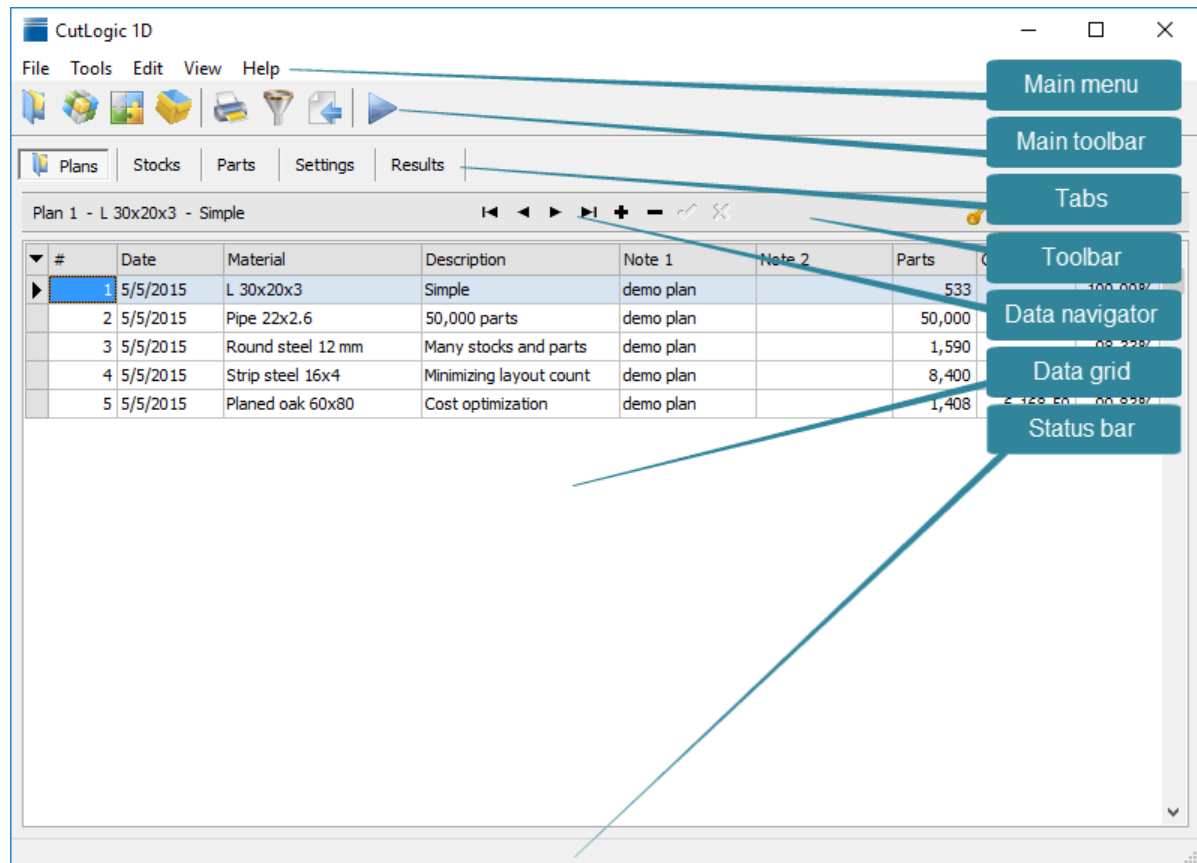 CutLogic 1D
File Tools Edit View Help
Main menu
Main toolbar
Plans Stocks Parts Settings Results
Tabs
Plan 1 - L 30x20x3 - Simple
Toolbar
# Date Material Description Note 1 Note 2 Parts
1 5/5/2015 L 30x20x3 Simple demo plan 533
2 5/5/2015 Pipe 22x2.6 50,000 parts demo plan 50,000
Data navigator
3 5/5/2015 Round steel 12 mm Many stocks and parts demo plan 1,590
4 5/5/2015 Strip steel 16x4 Minimizing layout count demo plan 8,400
Data grid
5 5/5/2015 Planed oak 60x80 Cost optimization demo plan 1,408
Status bar